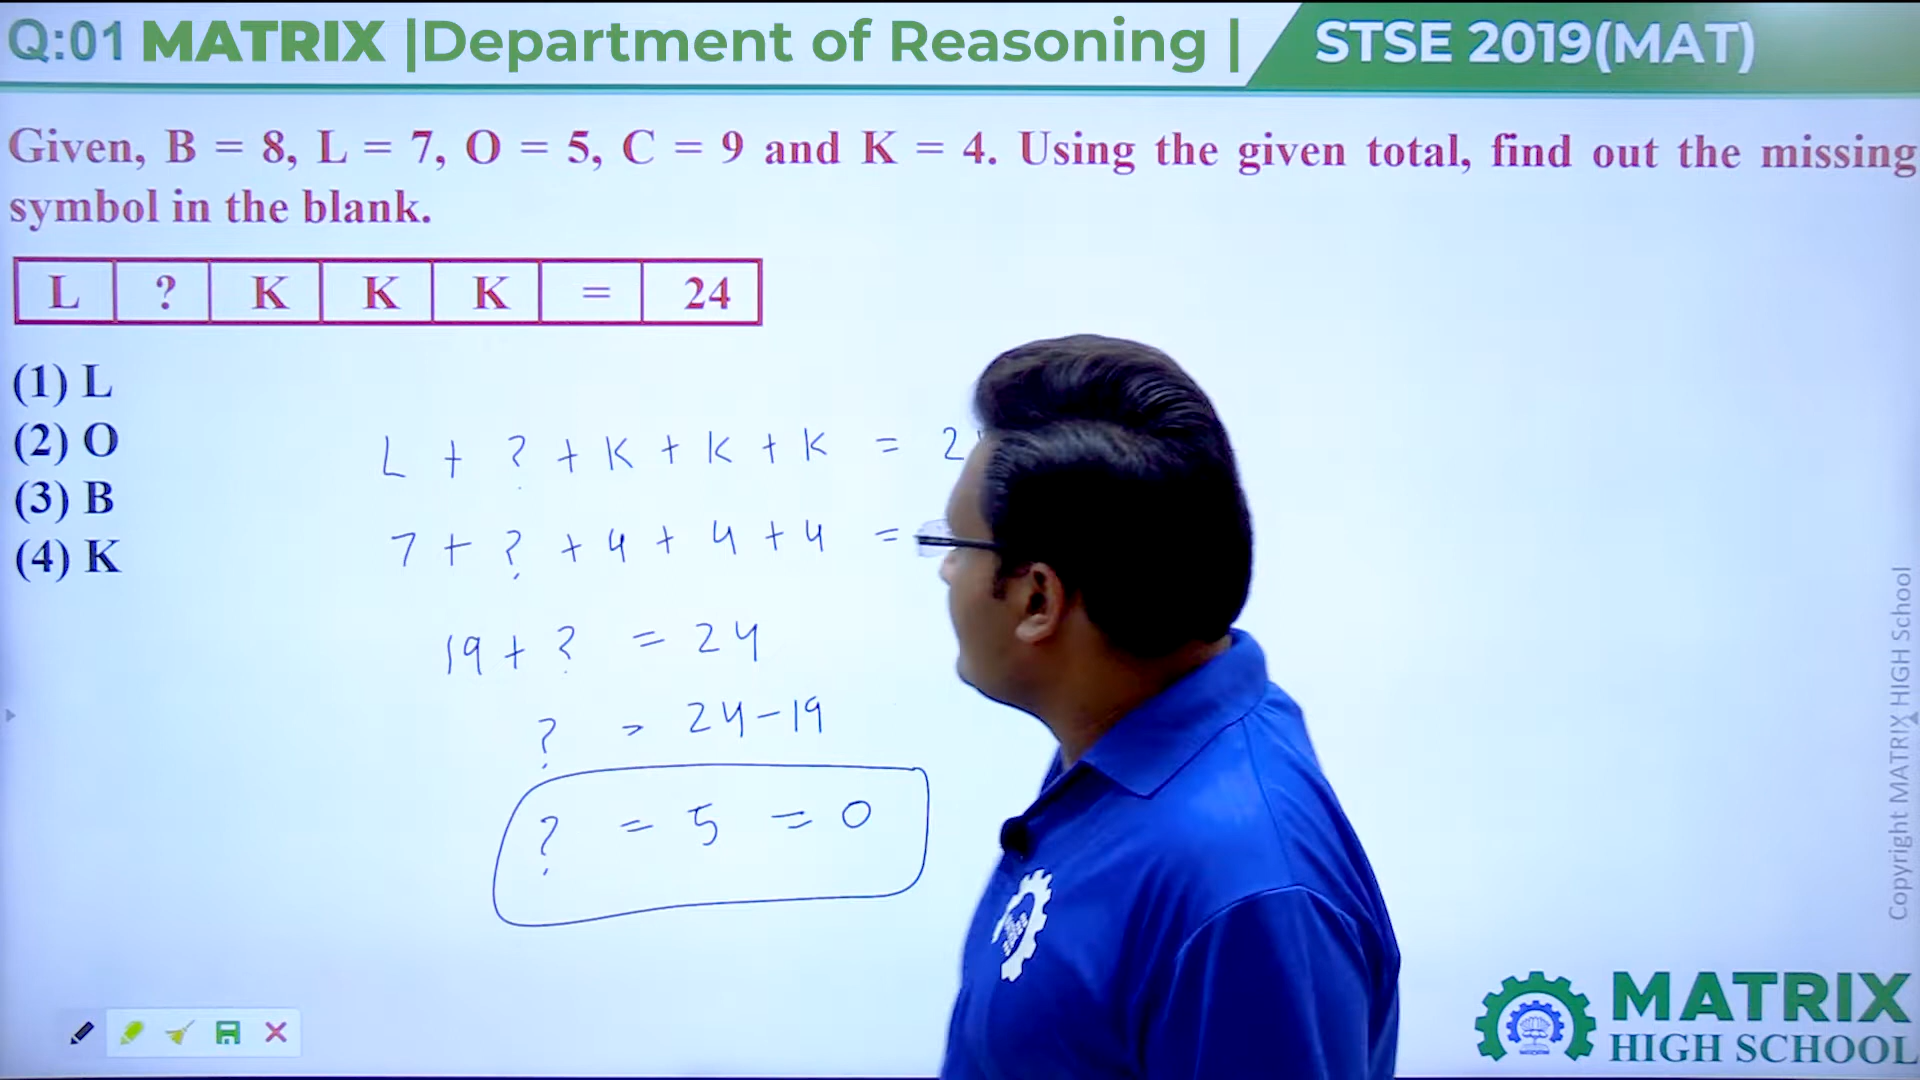 Q:01 MATRIX |Department of Reasoning | STSE 2019(MAT)
Given, B = 8, L = 7, O = 5, C = 9 and K = 4. Using the given total, find out the missing
symbol in the blank.
L ? K K K = 24
(1) L
(2) O
(3) B
(4) K
L + ? + K + K + K = 2
7 + ? + 4 + 4 + 4 =
19 + ? = 24
? = 24 - 19
? = 5 = O
Copyright MATRIX HIGH School
MATRIX
HIGH SCHOOL